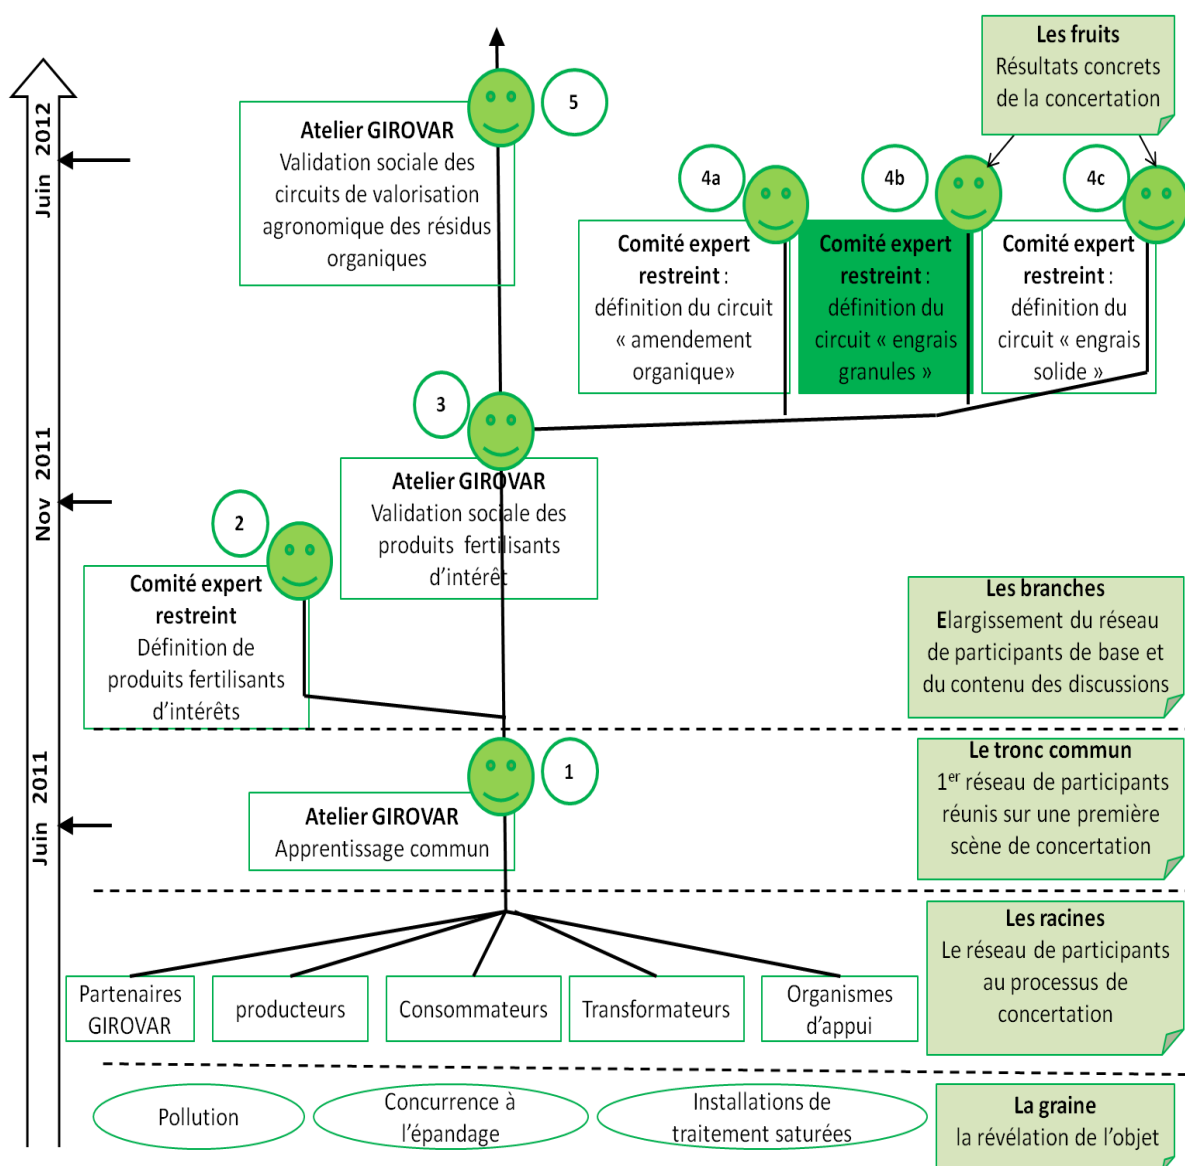 Les fruits
Résultats concrets
de la concertation
Juin 2012
5
Atelier GIROVAR
Validation sociale des
circuits de valorisation
agronomique des résidus
organiques
4a
4b
4c
Comité expert
restreint :
définition du circuit
« amendement
organique»
Comité expert
restreint :
définition du
circuit « engrais
granules »
Comité expert
restreint :
définition du
circuit « engrais
solide »
3
Nov 2011
Atelier GIROVAR
Validation sociale des
produits fertilisants
d'intérêt
2
Comité expert
restreint
Définition de
produits fertilisants
d'intérêts
Les branches
Elargissement du réseau
de participants de base et
du contenu des discussions
Juin 2011
1
Atelier GIROVAR
Apprentissage commun
Le tronc commun
1er réseau de participants
réunis sur une première
scène de concertation
Les racines
Le réseau de participants
au processus de
concertation
Partenaires
GIROVAR
producteurs
Consommateurs
Transformateurs
Organismes
d'appui
Pollution
Concurrence à
l'épandage
Installations de
traitement saturées
La graine
la révélation de l'objet